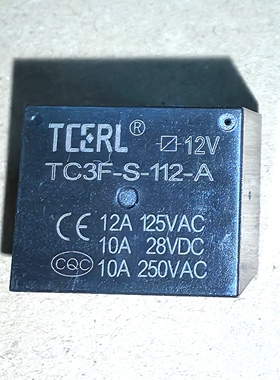 TCERL® 12V
TC3F-S-112-A
CE 12A 125VAC
10A 28VDC
CQC 10A 250VAC